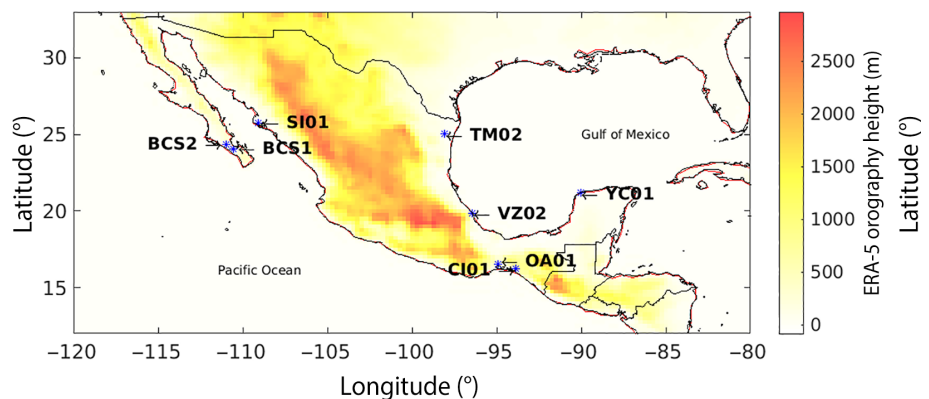 30
25
20
15
Latitude (°)
SI01
BCS2
BCS1
TM02
Gulf of Mexico
YC01
VZ02
OA01
CI01
Pacific Ocean
−120
−115
−110
−105
−100
−95
−90
−85
−80
Longitude (°)
2500
2000
1500
1000
500
0
ERA-5 orography height (m)
Latitude (°)